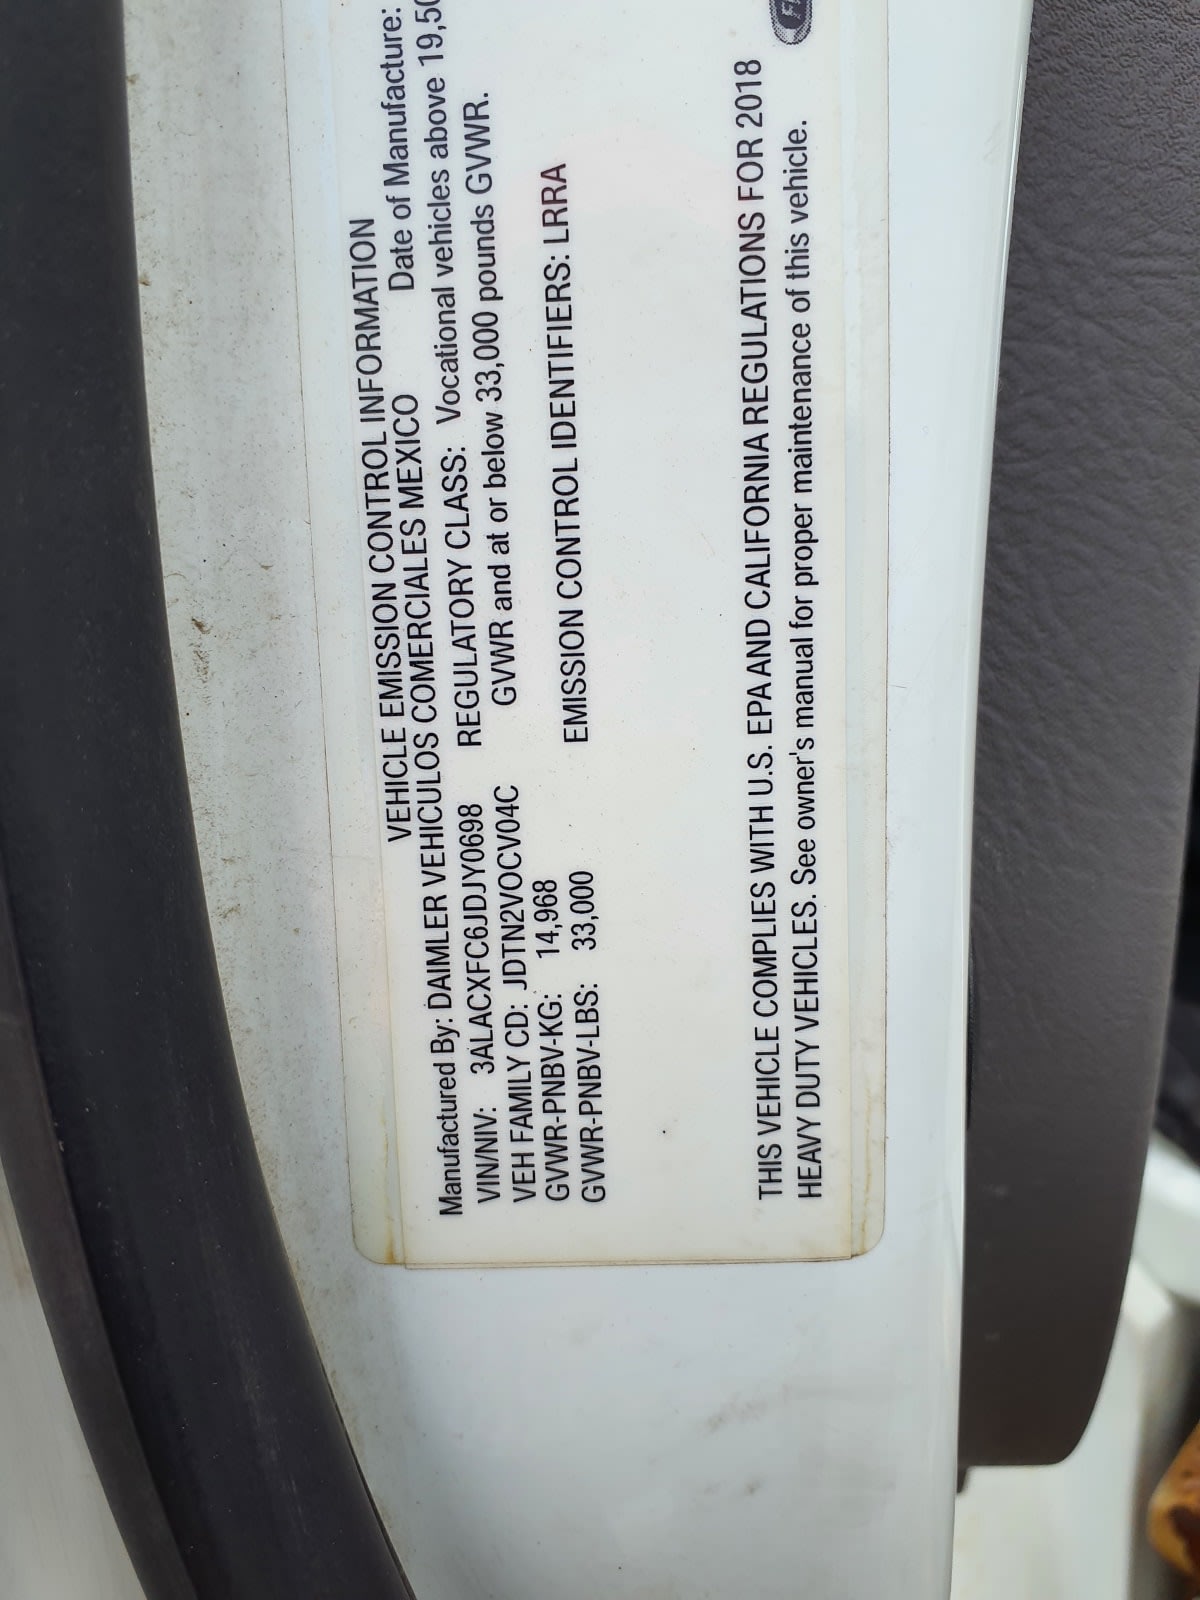 VEHICLE EMISSION CONTROL INFORMATION
Manufactured By: DAIMLER VEHICULOS COMERCIALES MEXICO Date of Manufacture:
VIN/NIV: 3ALACXFC6JDJY0698 REGULATORY CLASS: Vocational vehicles above
VEH FAMILY CD: JDTN2VOCV04C GVWR and at or below 33,000 pounds GVWR.
GVWR-PNBV-KG: 14,968
GVWR-PNBV-LBS: 33,000 EMISSION CONTROL IDENTIFIERS: LRRA
THIS VEHICLE COMPLIES WITH U.S. EPA AND CALIFORNIA REGULATIONS FOR 2018
HEAVY DUTY VEHICLES. See owner's manual for proper maintenance of this vehicle.